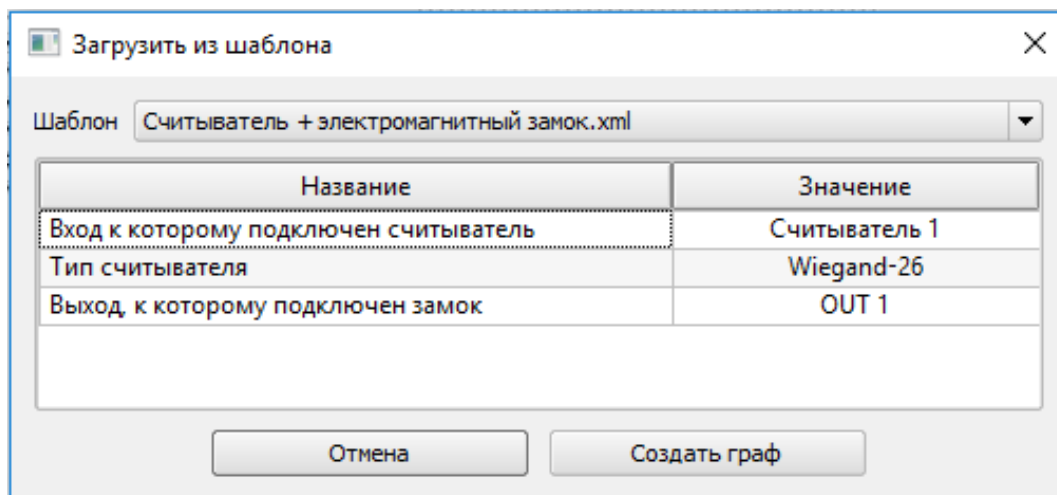 Загрузить из шаблона
Шаблон Считыватель + электромагнитный замок.xml
Название Значение
Вход к которому подключен считыватель Считыватель 1
Тип считывателя Wiegand-26
Выход, к которому подключен замок OUT 1
Отмена Создать граф